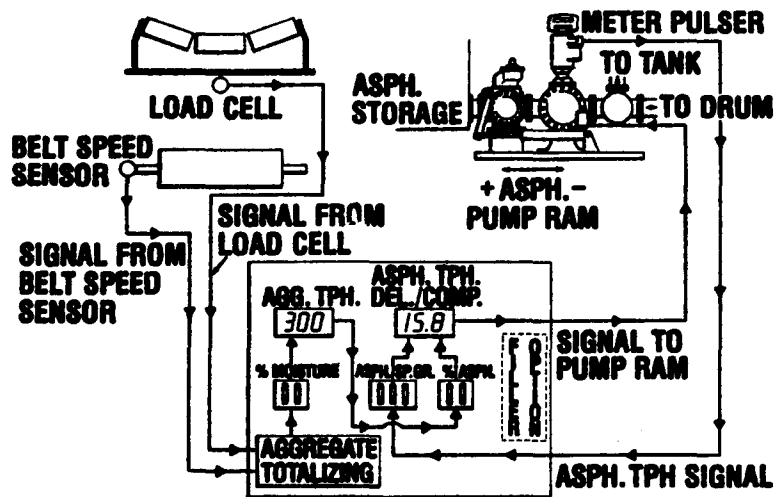 METER PULSER
TO TANK
TO DRUM
ASPH.
STORAGE
LOAD CELL
BELT SPEED
SENSOR
+ ASPH. -
PUMP RAM
SIGNAL FROM
LOAD CELL
SIGNAL FROM
BELT SPEED
SENSOR
AGG. TPH.
300
ASPH. TPH.
DEL./COMP.
15.8
SIGNAL TO
PUMP RAM
FILLER
OPTION
% MOISTURE
00
ASPH. SP. GR.
000
% ASPH.
00
AGGREGATE
TOTALIZING
ASPH. TPH SIGNAL